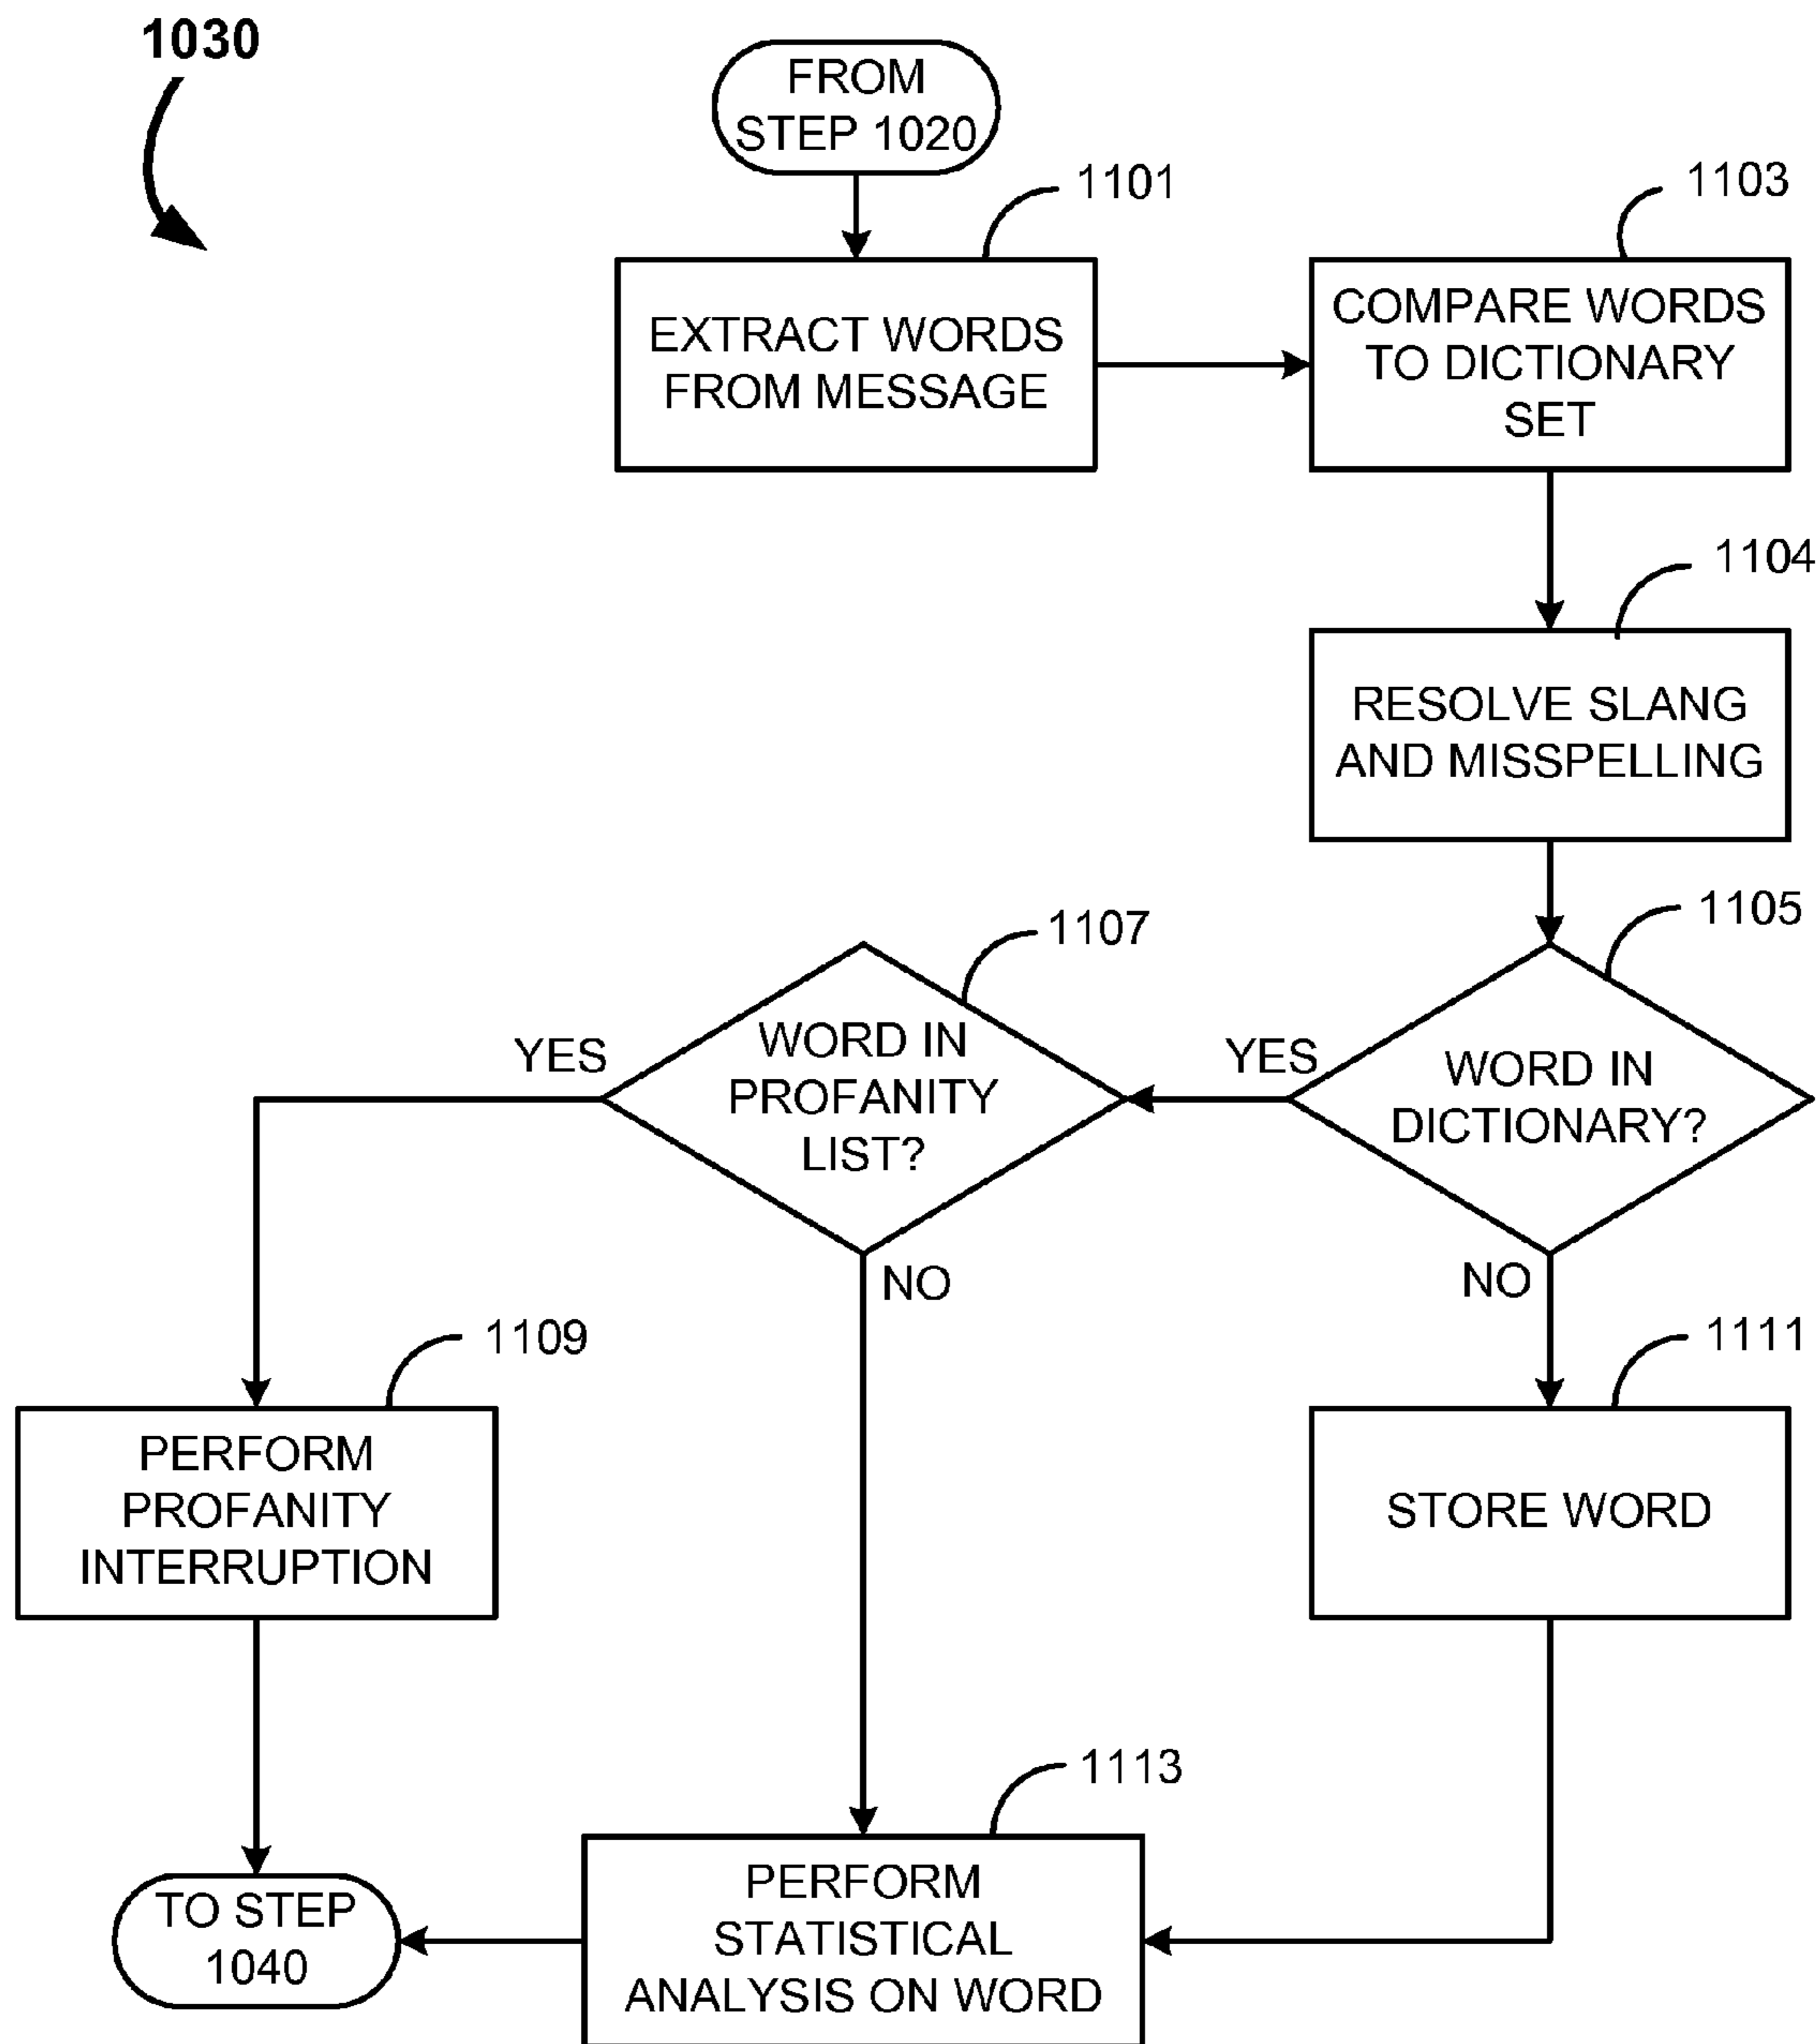 1030
FROM
STEP 1020
1101
EXTRACT WORDS
FROM MESSAGE
1103
COMPARE WORDS
TO DICTIONARY
SET
1104
RESOLVE SLANG
AND MISSPELLING
1105
WORD IN
DICTIONARY?
YES
NO
1107
WORD IN
PROFANITY
LIST?
YES
NO
1109
PERFORM
PROFANITY
INTERRUPTION
1111
STORE WORD
1113
PERFORM
STATISTICAL
ANALYSIS ON WORD
TO STEP
1040